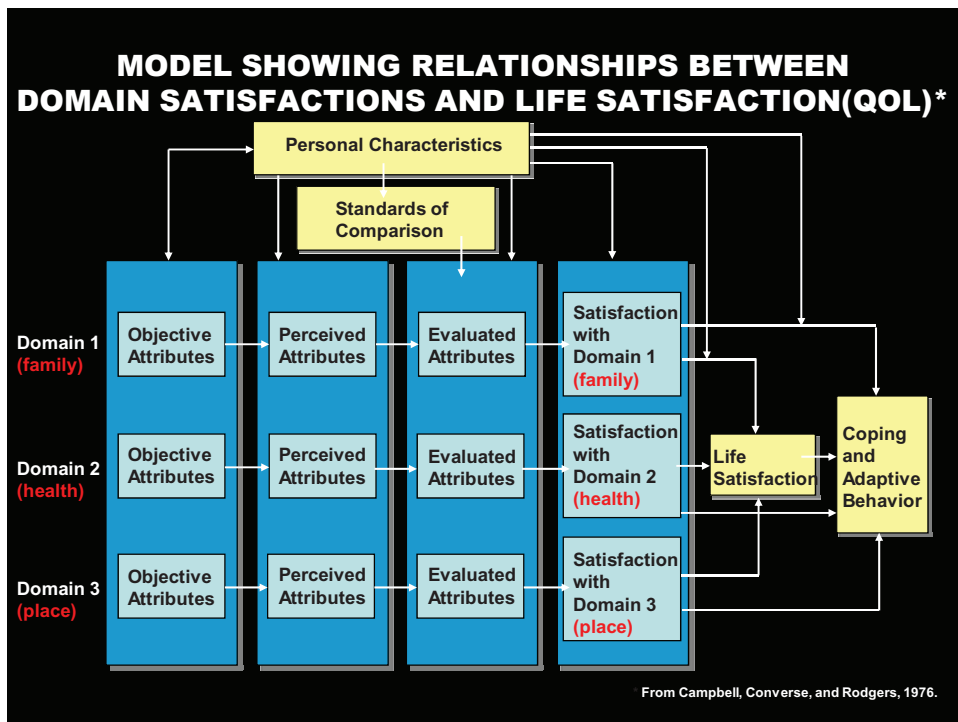 MODEL SHOWING RELATIONSHIPS BETWEEN
DOMAIN SATISFACTIONS AND LIFE SATISFACTION(QOL)*
Personal Characteristics
Standards of
Comparison
Domain 1
(family)
Objective
Attributes
Perceived
Attributes
Evaluated
Attributes
Satisfaction
with
Domain 1
(family)
Domain 2
(health)
Objective
Attributes
Perceived
Attributes
Evaluated
Attributes
Satisfaction
with
Domain 2
(health)
Life
Satisfaction
Coping
and
Adaptive
Behavior
Domain 3
(place)
Objective
Attributes
Perceived
Attributes
Evaluated
Attributes
Satisfaction
with
Domain 3
(place)
* From Campbell, Converse, and Rodgers, 1976.